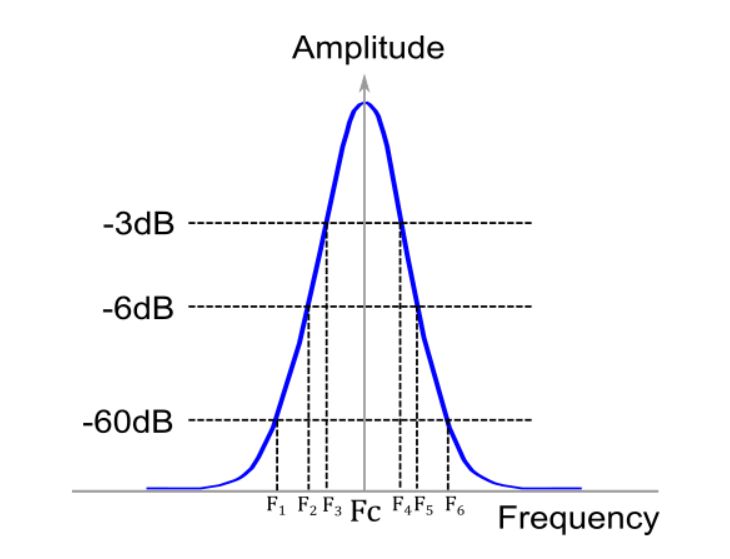 Amplitude
-3dB
-6dB
-60dB
F₁ F₂ F₃ Fc F₄ F₅ F₆
Frequency